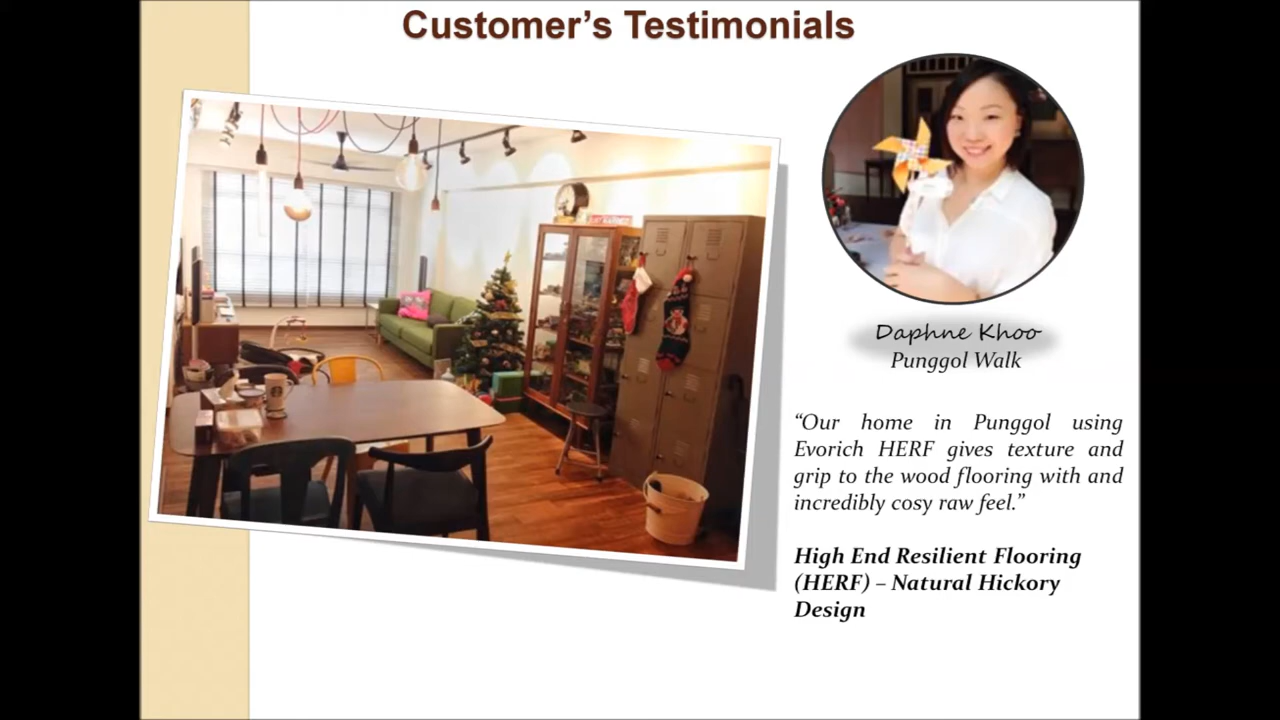 Customer's Testimonials
Daphne Khoo
Punggol Walk
“Our home in Punggol using
Evorich HERF gives texture and
grip to the wood flooring with and
incredibly cosy raw feel.”
High End Resilient Flooring
(HERF) – Natural Hickory
Design